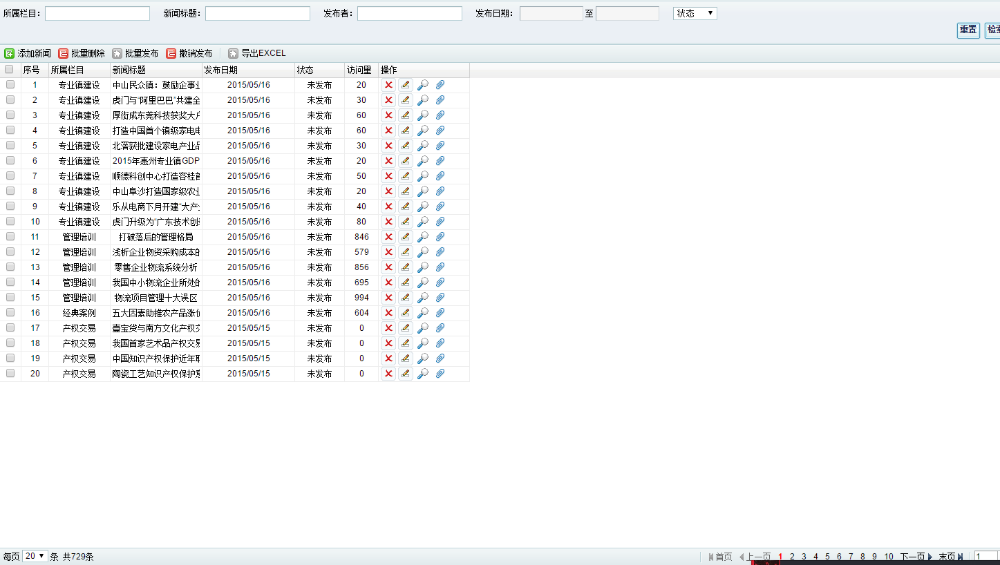 所属栏目： 新闻标题： 发布者： 发布日期： 至 状态
重置 检索
添加新闻 批量删除 批量发布 撤销发布 导出EXCEL
序号 所属栏目 新闻标题 发布日期 状态 访问量 操作
1 专业镇建设 中山民众镇：鼓励企事业 2015/05/16 未发布 20
2 专业镇建设 虎门与“阿里巴巴”共建全 2015/05/16 未发布 30
3 专业镇建设 厚街成东莞科技获奖大户 2015/05/16 未发布 60
4 专业镇建设 打造中国首个镇级家电电 2015/05/16 未发布 60
5 专业镇建设 北滘获批建设家电产业品 2015/05/16 未发布 30
6 专业镇建设 2015年惠州专业镇GDP 2015/05/16 未发布 20
7 专业镇建设 顺德科创中心打造容桂首 2015/05/16 未发布 50
8 专业镇建设 中山阜沙打造国家级农业 2015/05/16 未发布 20
9 专业镇建设 乐从电商下月开建“大产业 2015/05/16 未发布 40
10 专业镇建设 虎门升级为“广东技术创新 2015/05/16 未发布 80
11 管理培训 打破落后的管理格局 2015/05/16 未发布 846
12 管理培训 浅析企业物资采购成本的 2015/05/16 未发布 579
13 管理培训 零售企业物流系统分析 2015/05/16 未发布 856
14 管理培训 我国中小物流企业所处的 2015/05/16 未发布 695
15 管理培训 物流项目管理十大误区 2015/05/16 未发布 994
16 经典案例 五大因素助推农产品涨价 2015/05/16 未发布 604
17 产权交易 壹宝贷与南方文化产权交 2015/05/15 未发布 0
18 产权交易 我国首家艺术品产权交易 2015/05/15 未发布 0
19 产权交易 中国知识产权保护近年取 2015/05/15 未发布 0
20 产权交易 陶瓷工艺知识产权保护 2015/05/15 未发布 0
每页 20 条 共729条 首页 上一页 1 2 3 4 5 6 7 8 9 10 下一页 末页 1